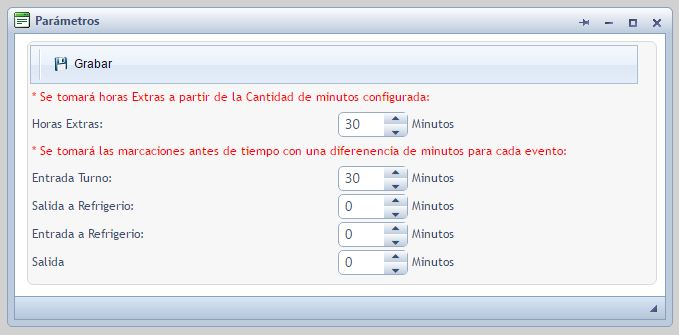 Parámetros
Grabar
* Se tomará horas Extras a partir de la Cantidad de minutos configurada:
Horas Extras: 30 Minutos
* Se tomará las marcaciones antes de tiempo con una diferenencia de minutos para cada evento:
Entrada Turno: 30 Minutos
Salida a Refrigerio: 0 Minutos
Entrada a Refrigerio: 0 Minutos
Salida 0 Minutos